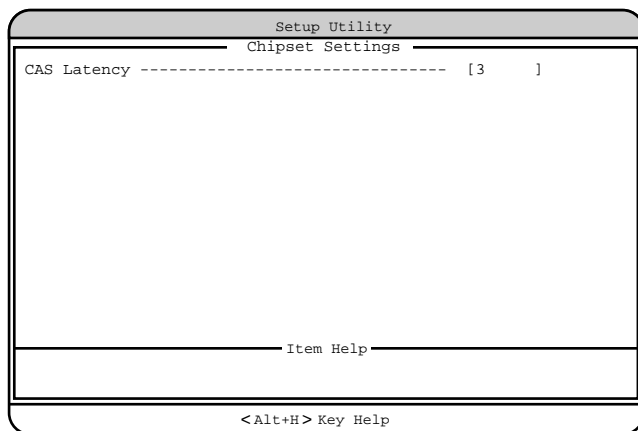 Setup Utility
Chipset Settings
CAS Latency -------------------------------- [3     ]
Item Help
<Alt+H> Key Help